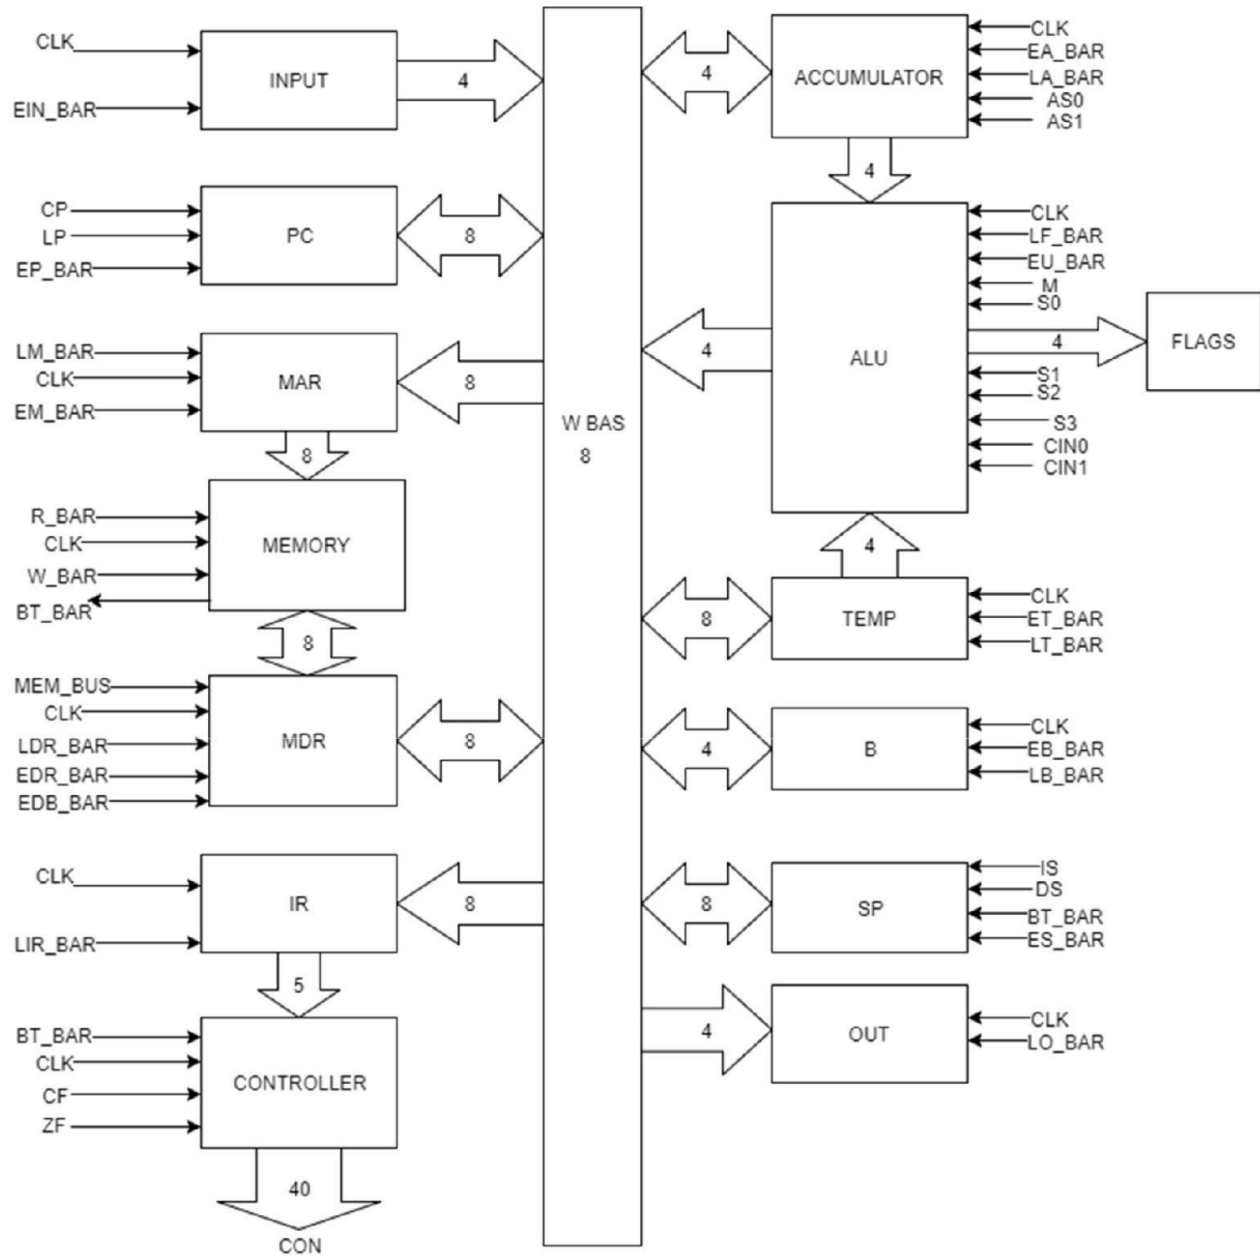 CLK
EIN_BAR
INPUT
4
CP
LP
EP_BAR
PC
8
LM_BAR
CLK
EM_BAR
MAR
8
8
R_BAR
CLK
W_BAR
BT_BAR
MEMORY
8
MEM_BUS
CLK
LDR_BAR
EDR_BAR
EDB_BAR
MDR
8
CLK
LIR_BAR
IR
8
5
BT_BAR
CLK
CF
ZF
CONTROLLER
40
CON
W BAS
8
4
ACCUMULATOR
CLK
EA_BAR
LA_BAR
AS0
AS1
4
4
ALU
CLK
LF_BAR
EU_BAR
M
S0
4
FLAGS
S1
S2
S3
CIN0
CIN1
4
8
TEMP
CLK
ET_BAR
LT_BAR
4
B
CLK
EB_BAR
LB_BAR
8
SP
IS
DS
BT_BAR
ES_BAR
4
OUT
CLK
LO_BAR